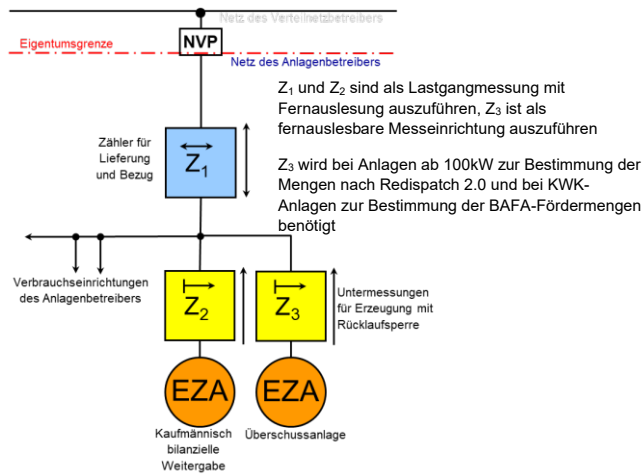 Netz des Verteilnetzbetreibers
NVP
Eigentumsgrenze
Netz des Anlagenbetreibers
Z₁ und Z₂ sind als Lastgangmessung mit
Fernauslesung auszuführen, Z₃ ist als
fernauslesbare Messeinrichtung auszuführen
Zähler für
Lieferung
und Bezug
Z₁
Z₃ wird bei Anlagen ab 100kW zur Bestimmung der
Mengen nach Redispatch 2.0 und bei KWK-
Anlagen zur Bestimmung der BAFA-Fördermengen
benötigt
Verbrauchseinrichtungen
des Anlagenbetreibers
Z₂
Z₃
Untermessungen
für Erzeugung mit
Rücklaufsperre
EZA
EZA
Kaufmännisch
bilanzielle
Weitergabe
Überschussanlage